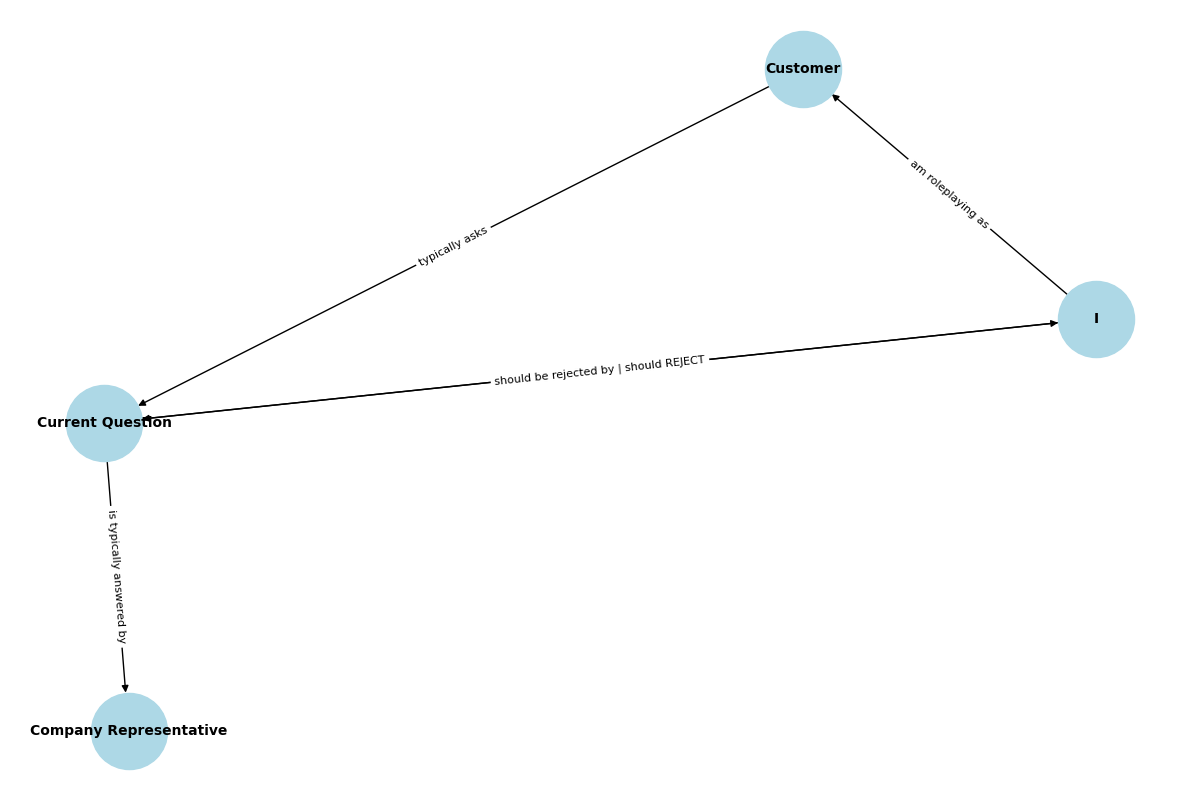 Customer
am roleplaying as
typically asks
I
should be rejected by | should REJECT
Current Question
is typically answered by
Company Representative